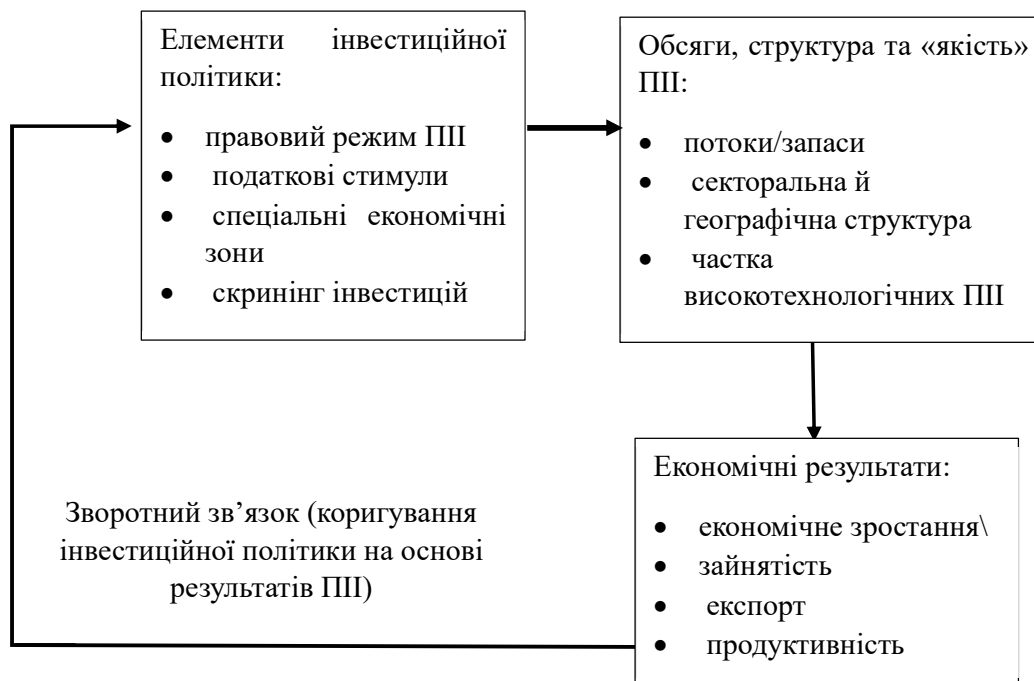 Елементи інвестиційної
політики:
• правовий режим ПІІ
• податкові стимули
• спеціальні економічні
зони
• скринінг інвестицій
Обсяги, структура та «якість»
ПІІ:
• потоки/запаси
• секторальна й
географічна структура
• частка
високотехнологічних ПІІ
Економічні результати:
• економічне зростання\
• зайнятість
• експорт
• продуктивність
Зворотний зв’язок (коригування
інвестиційної політики на основі
результатів ПІІ)